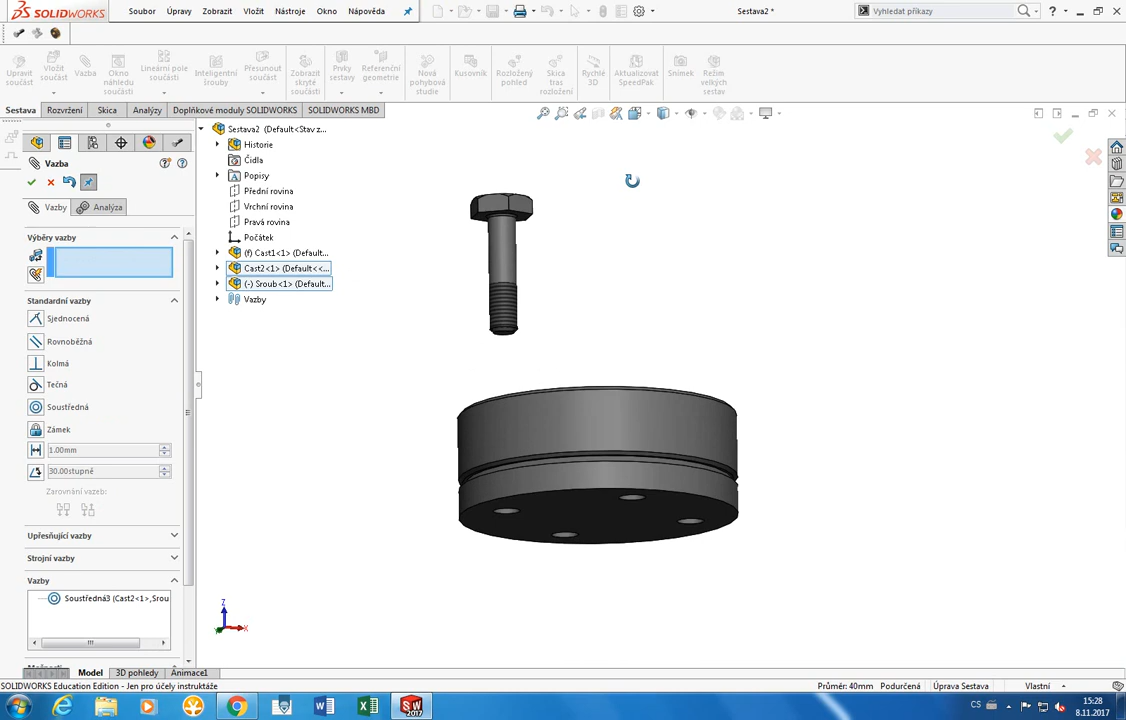 SOLIDWORKS Soubor Úpravy Zobrazit Vložit Nástroje Okno Nápověda Sestava2 * Vyhledat příkazy
Upravit součást Vložit součásti Vazba Okno náhledu součásti Lineární pole součásti Inteligentní šrouby Přesunout součást Zobrazit skryté součásti Prvky sestavy Referenční geometrie Nová pohybová studie Kusovník Rozložený pohled Skica tras rozložení Rychlé 3D Aktualizovat SpeedPak Snímek Režim velkých sestav
Sestava Rozvržení Skica Analýzy Doplňkové moduly SOLIDWORKS SOLIDWORKS MBD
Sestava2 (Default<Stav z...
Historie
Čidla
Popisy
Přední rovina
Vrchní rovina
Pravá rovina
Počátek
(f) Cast1<1> (Default...
Cast2<1> (Default<<...
(-) Sroub<1> (Default...
Vazby
Vazba
Vazby Analýza
Výběry vazby
Standardní vazby
Sjednocená
Rovnoběžná
Kolmá
Tečná
Soustředná
Zámek
1.00mm
30.00stupně
Zarovnání vazeb:
Upřesňující vazby
Strojní vazby
Vazby
Soustředná3 (Cast2<1>,Srou
Z
X
Y
Model 3D pohledy Animace1
SOLIDWORKS Education Edition - Jen pro účely instruktáže Průměr: 40mm Podurčená Úprava Sestava Vlastní
SW 2017
CS 15:28
8.11.2017